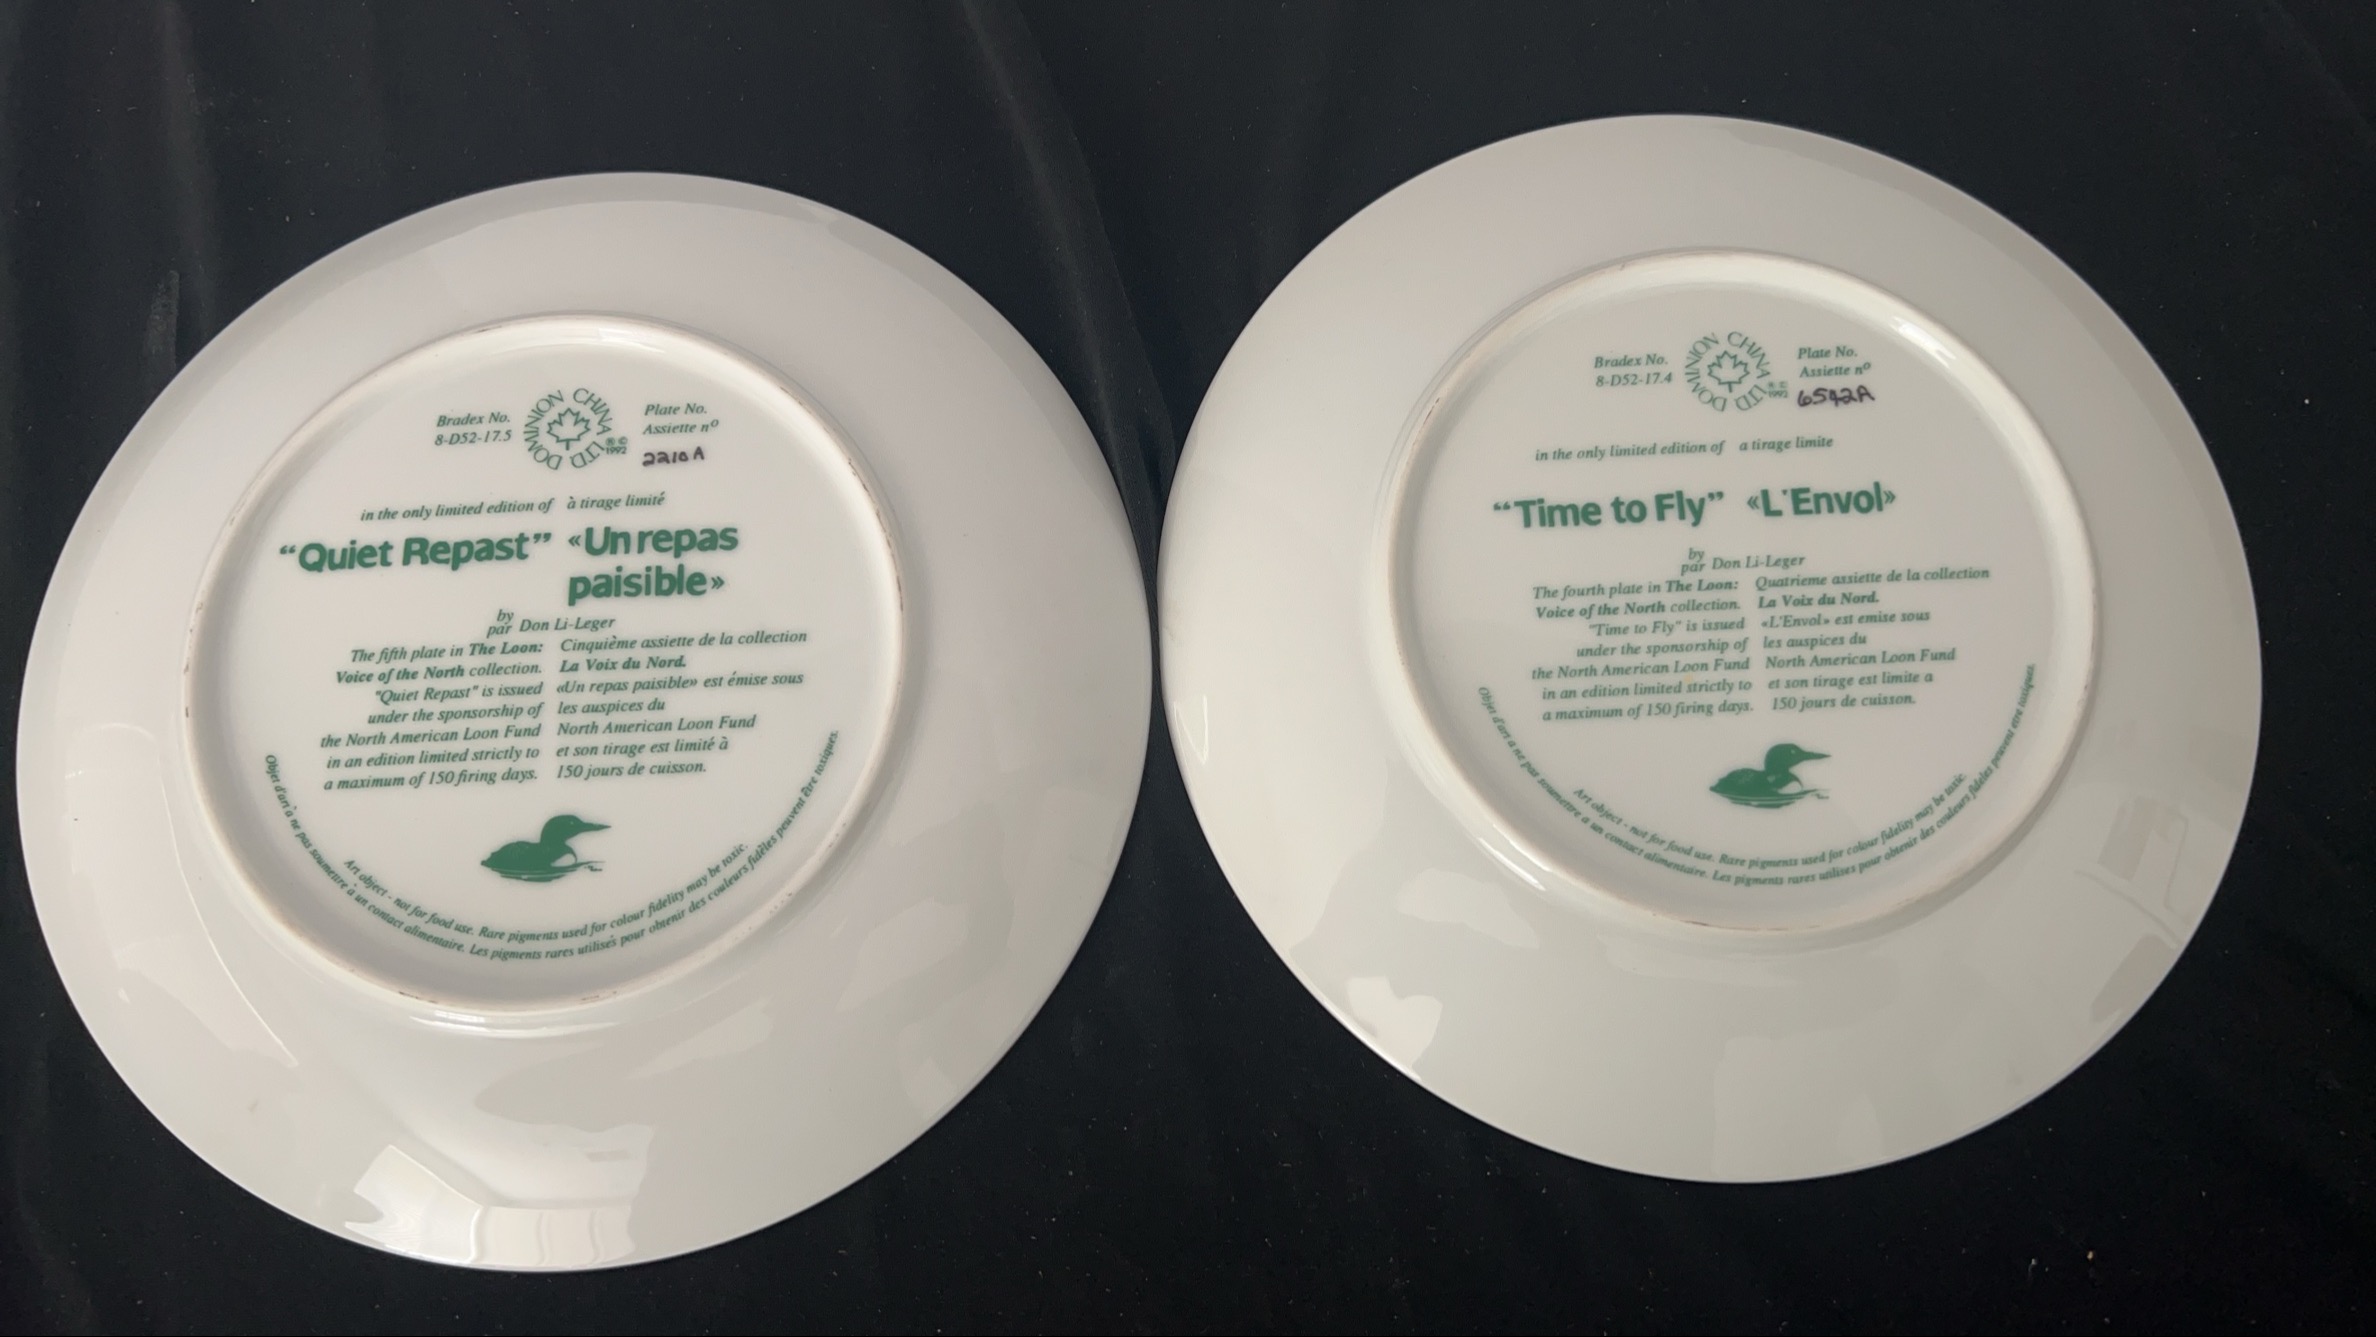 Bradex No.
8-D52-17.5
DOMINION CHINA LTD.
® ©
1992
Plate No.
Assiette nº
2210A
in the only limited edition of à tirage limité
“Quiet Repast” «Un repas
paisible»
by
par Don Li-Leger
The fifth plate in The Loon: Cinquième assiette de la collection
Voice of the North collection. La Voix du Nord.
"Quiet Repast" is issued «Un repas paisible» est émise sous
under the sponsorship of les auspices du
the North American Loon Fund North American Loon Fund
in an edition limited strictly to et son tirage est limité à
a maximum of 150 firing days. 150 jours de cuisson.
Art object - not for food use. Rare pigments used for colour fidelity may be toxic.
Objet d'art à ne pas soumettre à un contact alimentaire. Les pigments rares utilisés pour obtenir des couleurs fidèles peuvent être toxiques.
Bradex No.
8-D52-17.4
DOMINION CHINA LTD.
® ©
1992
Plate No.
Assiette nº
6542A
in the only limited edition of a tirage limite
“Time to Fly” «L'Envol»
by
par Don Li-Leger
The fourth plate in The Loon: Quatrieme assiette de la collection
Voice of the North collection. La Voix du Nord.
"Time to Fly" is issued «L'Envol» est emise sous
under the sponsorship of les auspices du
the North American Loon Fund North American Loon Fund
in an edition limited strictly to et son tirage est limite a
a maximum of 150 firing days. 150 jours de cuisson.
Art object - not for food use. Rare pigments used for colour fidelity may be toxic.
Objet d'art a ne pas soumettre a un contact alimentaire. Les pigments rares utilises pour obtenir des couleurs fideles peuvent etre toxiques.